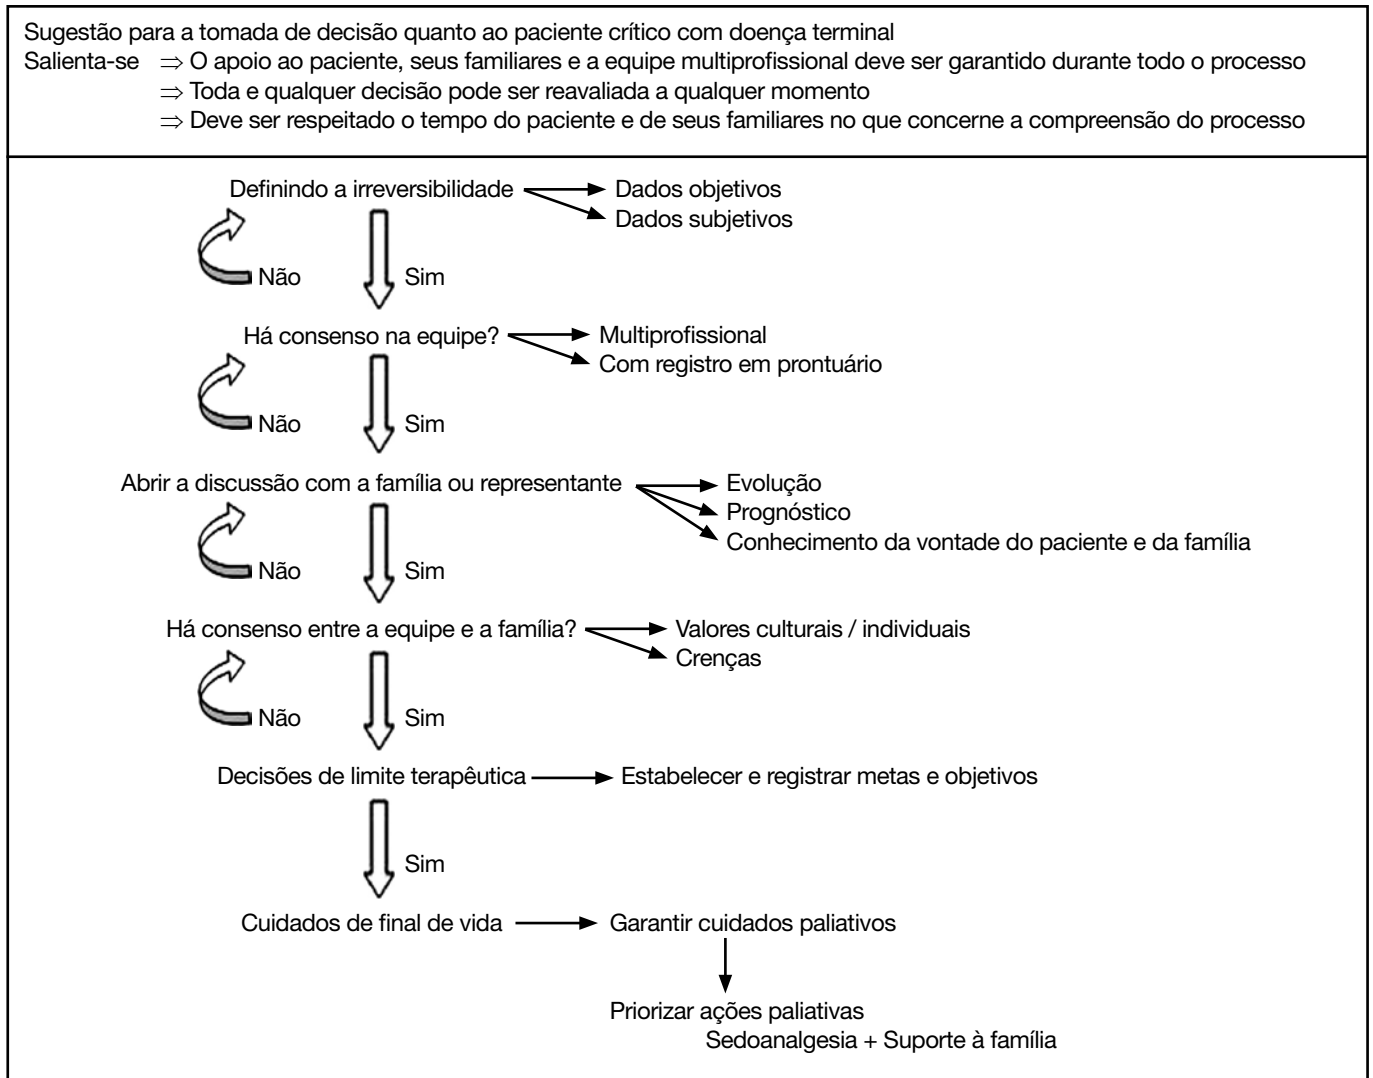 Sugestão para a tomada de decisão quanto ao paciente crítico com doença terminal
Salienta-se ⇒ O apoio ao paciente, seus familiares e a equipe multiprofissional deve ser garantido durante todo o processo
⇒ Toda e qualquer decisão pode ser reavaliada a qualquer momento
⇒ Deve ser respeitado o tempo do paciente e de seus familiares no que concerne a compreensão do processo
Definindo a irreversibilidade
Dados objetivos
Dados subjetivos
Não
Sim
Há consenso na equipe?
Multiprofissional
Com registro em prontuário
Não
Sim
Abrir a discussão com a família ou representante
Evolução
Prognóstico
Conhecimento da vontade do paciente e da família
Não
Sim
Há consenso entre a equipe e a família?
Valores culturais / individuais
Crenças
Não
Sim
Decisões de limite terapêutica
Estabelecer e registrar metas e objetivos
Sim
Cuidados de final de vida
Garantir cuidados paliativos
Priorizar ações paliativas
Sedoanalgesia + Suporte à família